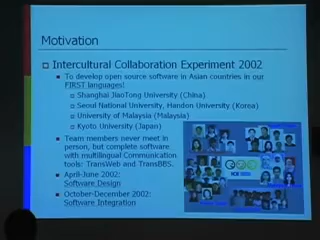 Motivation
Intercultural Collaboration Experiment 2002
To develop open source software in Asian countries in our
FIRST languages!
Shanghai JiaoTong University (China)
Seoul National University, Handon University (Korea)
University of Malaysia (Malaysia)
Kyoto University (Japan)
Team members never meet in
person, but complete software
with multilingual Communication
tools: TransWeb and TransBBS.
April-June 2002:
Software Design
October-December 2002:
Software Integration